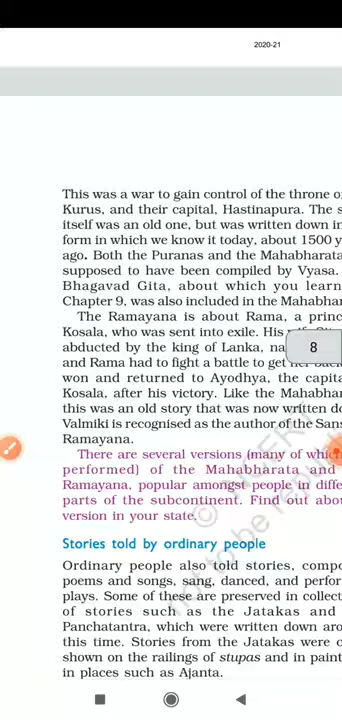 2020-21
This was a war to gain control of the throne o
Kurus, and their capital, Hastinapura. The s
itself was an old one, but was written down in
form in which we know it today, about 1500 y
ago. Both the Puranas and the Mahabharata
supposed to have been compiled by Vyasa.
Bhagavad Gita, about which you learn
Chapter 9, was also included in the Mahabhar
The Ramayana is about Rama, a princ
Kosala, who was sent into exile. His
abducted by the king of Lanka, na
8
and Rama had to fight a battle to get her back
won and returned to Ayodhya, the capita
Kosala, after his victory. Like the Mahabhar
this was an old story that was now written do
Valmiki is recognised as the author of the Sans
Ramayana.
There are several versions (many of which
performed) of the Mahabharata and
Ramayana, popular amongst people in diffe
parts of the subcontinent. Find out abou
version in your state.
Stories told by ordinary people
Ordinary people also told stories, compo
poems and songs, sang, danced, and perfor
plays. Some of these are preserved in collect
of stories such as the Jatakas and
Panchatantra, which were written down aro
this time. Stories from the Jatakas were o
shown on the railings of stupas and in paint
in places such as Ajanta.